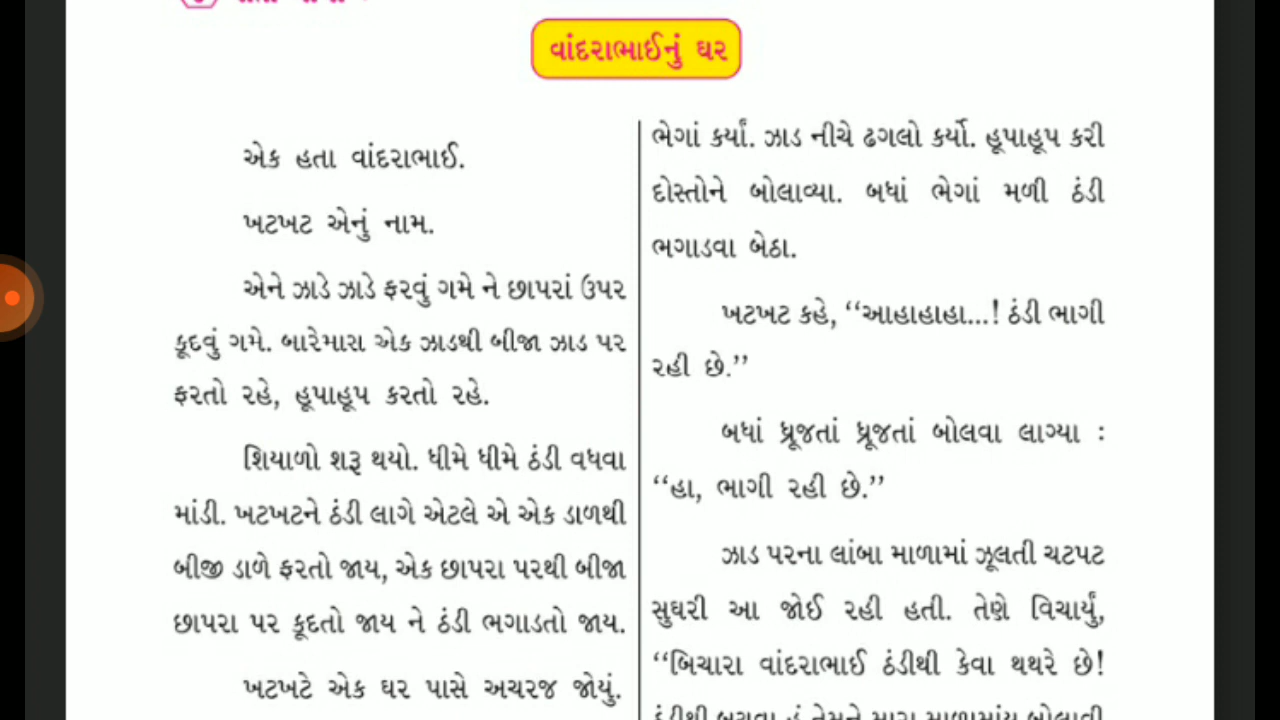 વાંદરાભાઈનું ઘર
એક હતા વાંદરાભાઈ.
ખટખટ એનું નામ.
એને ઝાડે ઝાડે ફરવું ગમે ને છાપરાં ઉપર
કૂદવું ગમે. બારેમાસ એક ઝાડથી બીજા ઝાડ પર
ફરતો રહે, હૂપાહૂપ કરતો રહે.
શિયાળો શરૂ થયો. ધીમે ધીમે ઠંડી વધવા
માંડી. ખટખટને ઠંડી લાગે એટલે એ એક ડાળથી
બીજી ડાળે ફરતો જાય, એક છાપરા પરથી બીજા
છાપરા પર કૂદતો જાય ને ઠંડી ભગાડતો જાય.
ખટખટે એક ઘર પાસે અચરજ જોયું.
ભેગાં કર્યાં. ઝાડ નીચે ઢગલો કર્યો. હૂપાહૂપ કરી
દોસ્તોને બોલાવ્યા. બધાં ભેગાં મળી ઠંડી
ભગાડવા બેઠા.
ખટખટ કહે, “આહાહાહા...! ઠંડી ભાગી
રહી છે.”
બધાં ધ્રૂજતાં ધ્રૂજતાં બોલવા લાગ્યા :
“હા, ભાગી રહી છે.”
ઝાડ પરના લાંબા માળામાં ઝૂલતી ચટપટ
સુઘરી આ જોઈ રહી હતી. તેણે વિચાર્યું,
“બિચારા વાંદરાભાઈ ઠંડીથી કેવા થથરે છે!